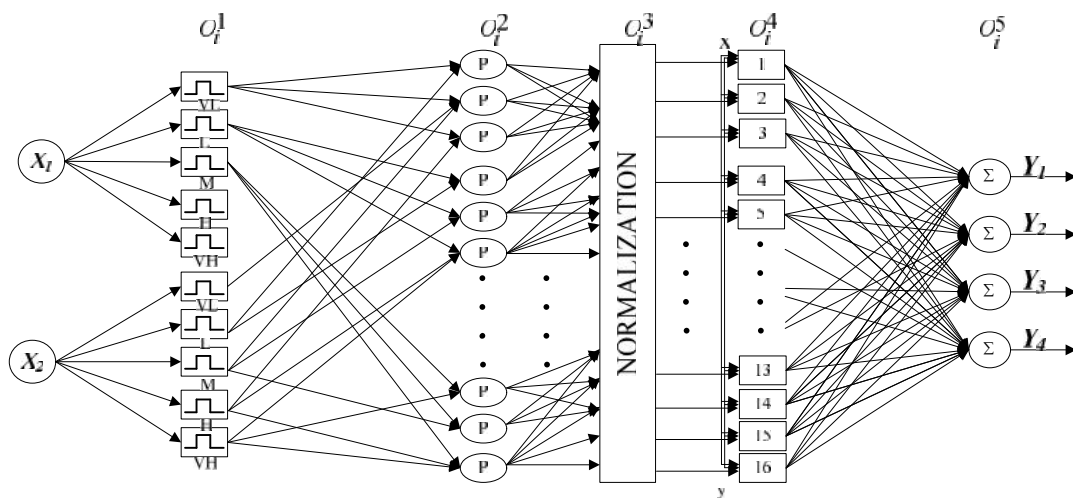 O_i^1 O_i^2 O_i^3 O_i^4 O_i^5
X1
X2
VL
L
M
H
VH
VL
L
M
H
VH
P
P
P
P
P
P
P
P
P
NORMALIZATION
x
1
2
3
4
5
13
14
15
16
y
Σ Y1
Σ Y2
Σ Y3
Σ Y4